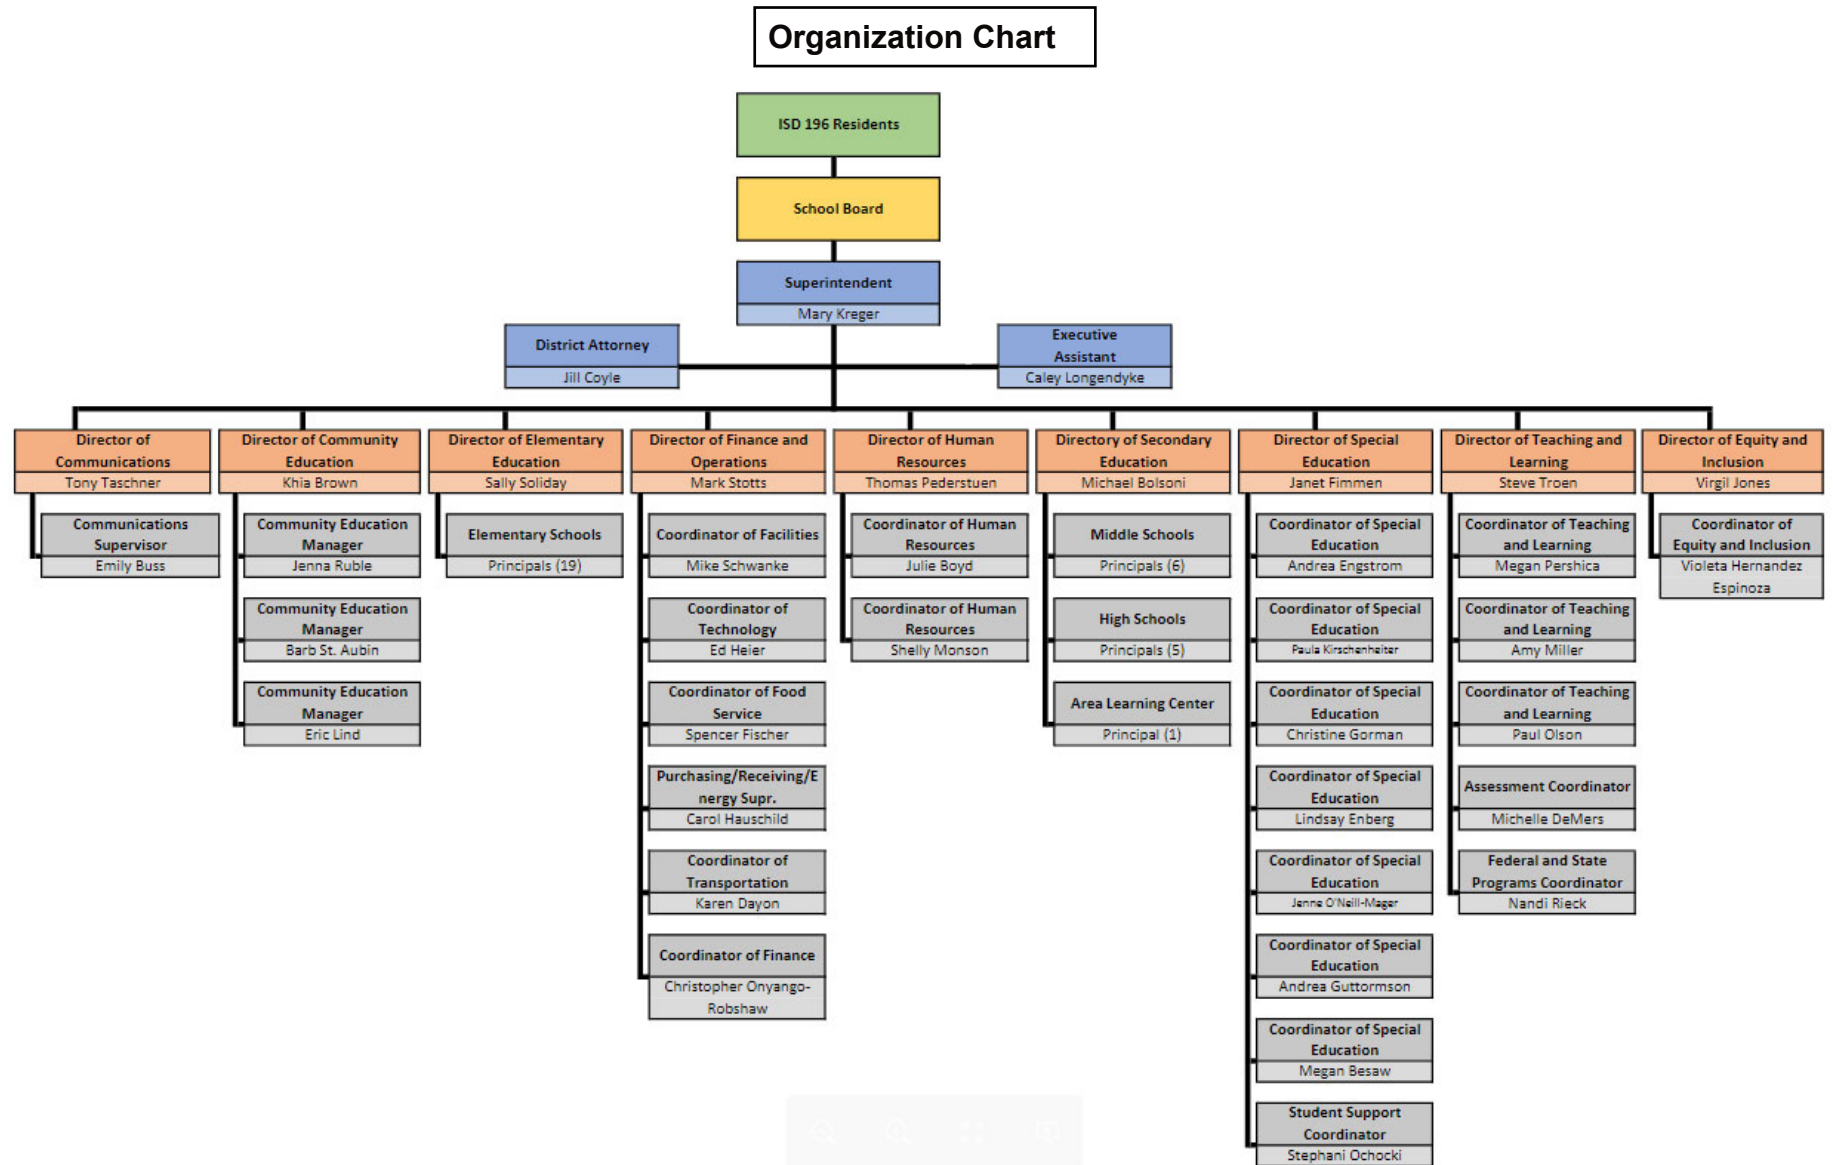 Organization Chart
ISD 196 Residents
School Board
Superintendent
Mary Kreger
District Attorney
Jill Coyle
Executive
Assistant
Caley Longendyke
Director of
Communications
Tony Taschner
Communications
Supervisor
Emily Buss
Director of Community
Education
Khia Brown
Community Education
Manager
Jenna Ruble
Community Education
Manager
Barb St. Aubin
Community Education
Manager
Eric Lind
Director of Elementary
Education
Sally Soliday
Elementary Schools
Principals (19)
Director of Finance and
Operations
Mark Stotts
Coordinator of Facilities
Mike Schwanke
Coordinator of
Technology
Ed Heier
Coordinator of Food
Service
Spencer Fischer
Purchasing/Receiving/E
nergy Supr.
Carol Hauschild
Coordinator of
Transportation
Karen Dayon
Coordinator of Finance
Christopher Onyango-
Robshaw
Director of Human
Resources
Thomas Pederstuen
Coordinator of Human
Resources
Julie Boyd
Coordinator of Human
Resources
Shelly Monson
Directory of Secondary
Education
Michael Bolsoni
Middle Schools
Principals (6)
High Schools
Principals (5)
Area Learning Center
Principal (1)
Director of Special
Education
Janet Fimmen
Coordinator of Special
Education
Andrea Engstrom
Coordinator of Special
Education
Paula Kirschenheiter
Coordinator of Special
Education
Christine Gorman
Coordinator of Special
Education
Lindsay Enberg
Coordinator of Special
Education
Jenne O'Neill-Mager
Coordinator of Special
Education
Andrea Guttormson
Coordinator of Special
Education
Megan Besaw
Student Support
Coordinator
Stephani Ochocki
Director of Teaching and
Learning
Steve Troen
Coordinator of Teaching
and Learning
Megan Pershica
Coordinator of Teaching
and Learning
Amy Miller
Coordinator of Teaching
and Learning
Paul Olson
Assessment Coordinator
Michelle DeMers
Federal and State
Programs Coordinator
Nandi Rieck
Director of Equity and
Inclusion
Virgil Jones
Coordinator of
Equity and Inclusion
Violeta Hernandez
Espinoza